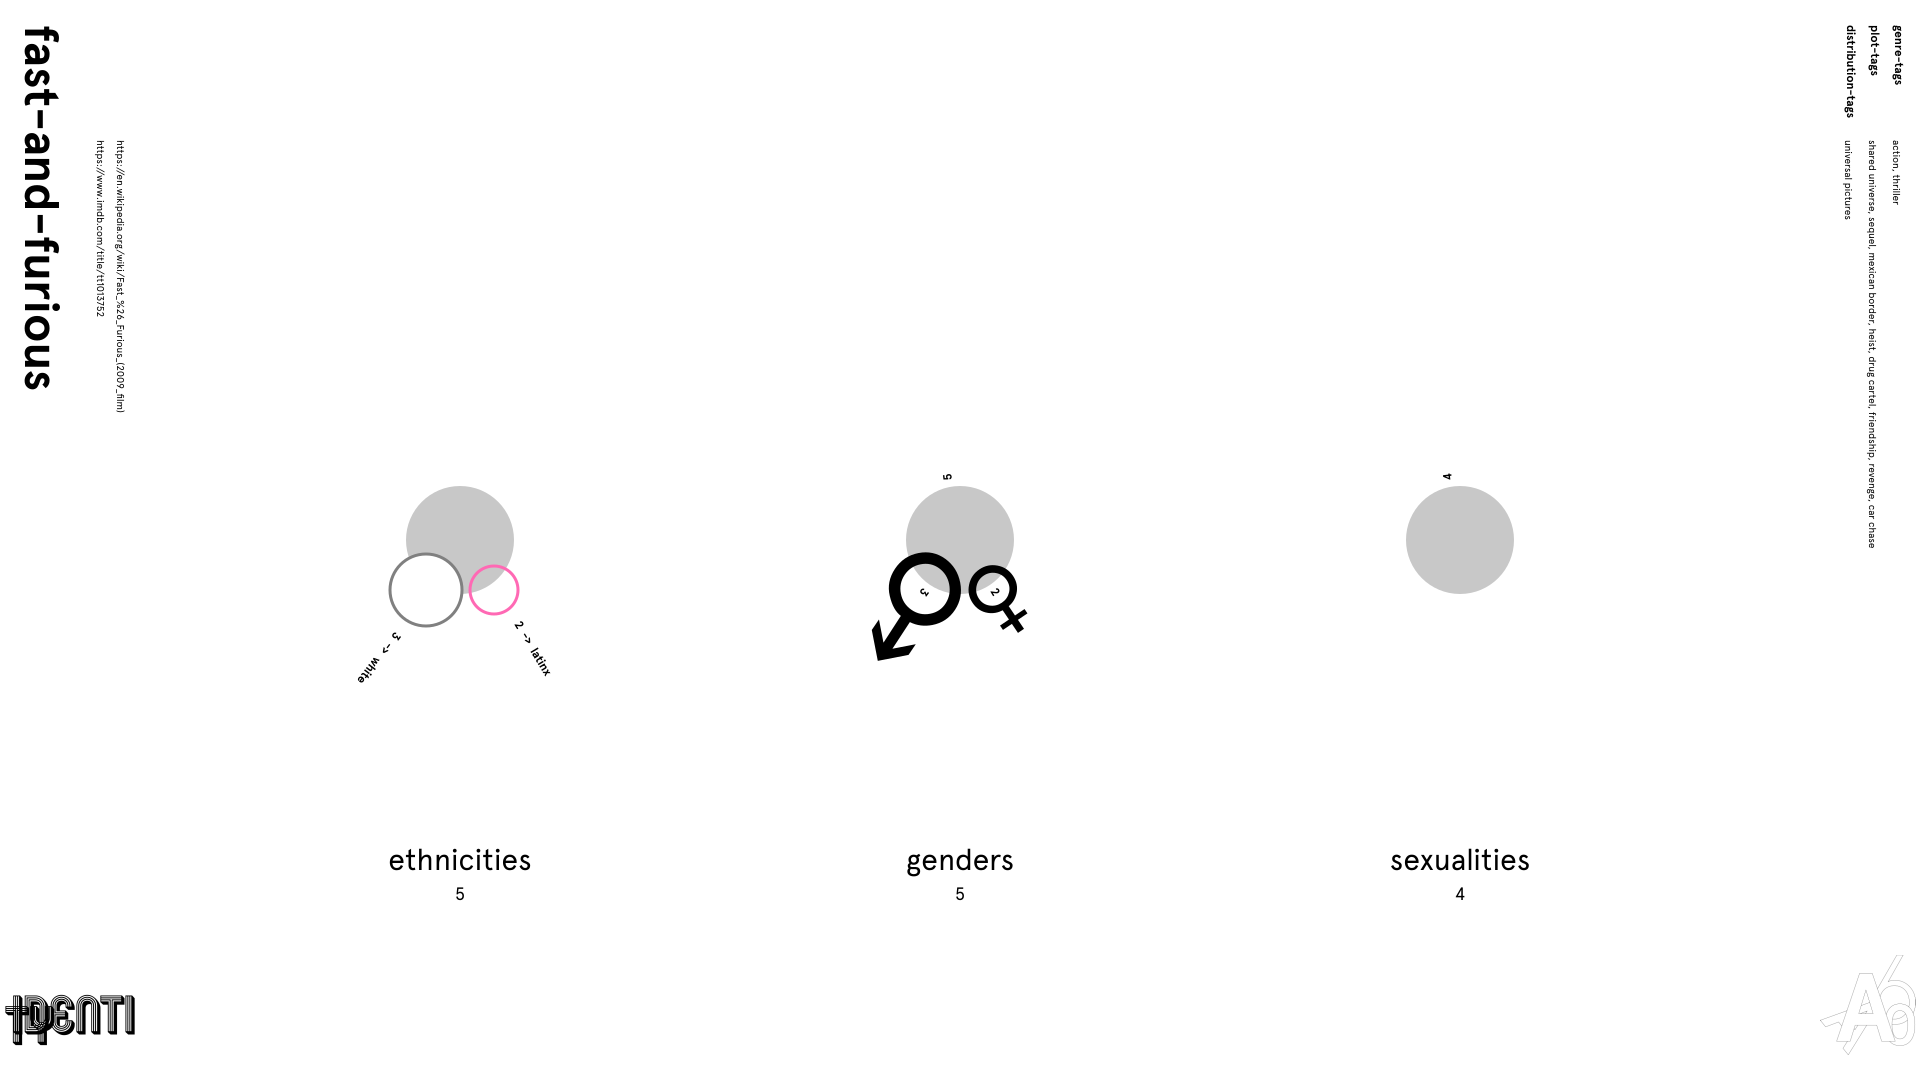 fast-and-furious
https://en.wikipedia.org/wiki/Fast_%26_Furious_(2009_film)
https://www.imdb.com/title/tt1013752
genre-tags
action, thriller
plot-tags
shared universe, sequel, mexican border, heist, drug cartel, friendship, revenge, car chase
distribution-tags
universal pictures
3 -> white
2 -> latinx
ethnicities
5
5
3
2
genders
5
4
sexualities
4
IDENTI